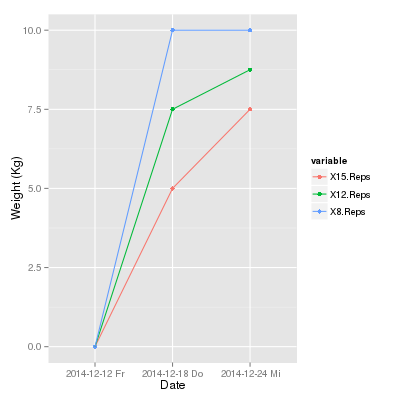 10.0
7.5
5.0
2.5
0.0
Weight (Kg)
2014-12-12 Fr
2014-12-18 Do
2014-12-24 Mi
Date
variable
X15.Reps
X12.Reps
X8.Reps